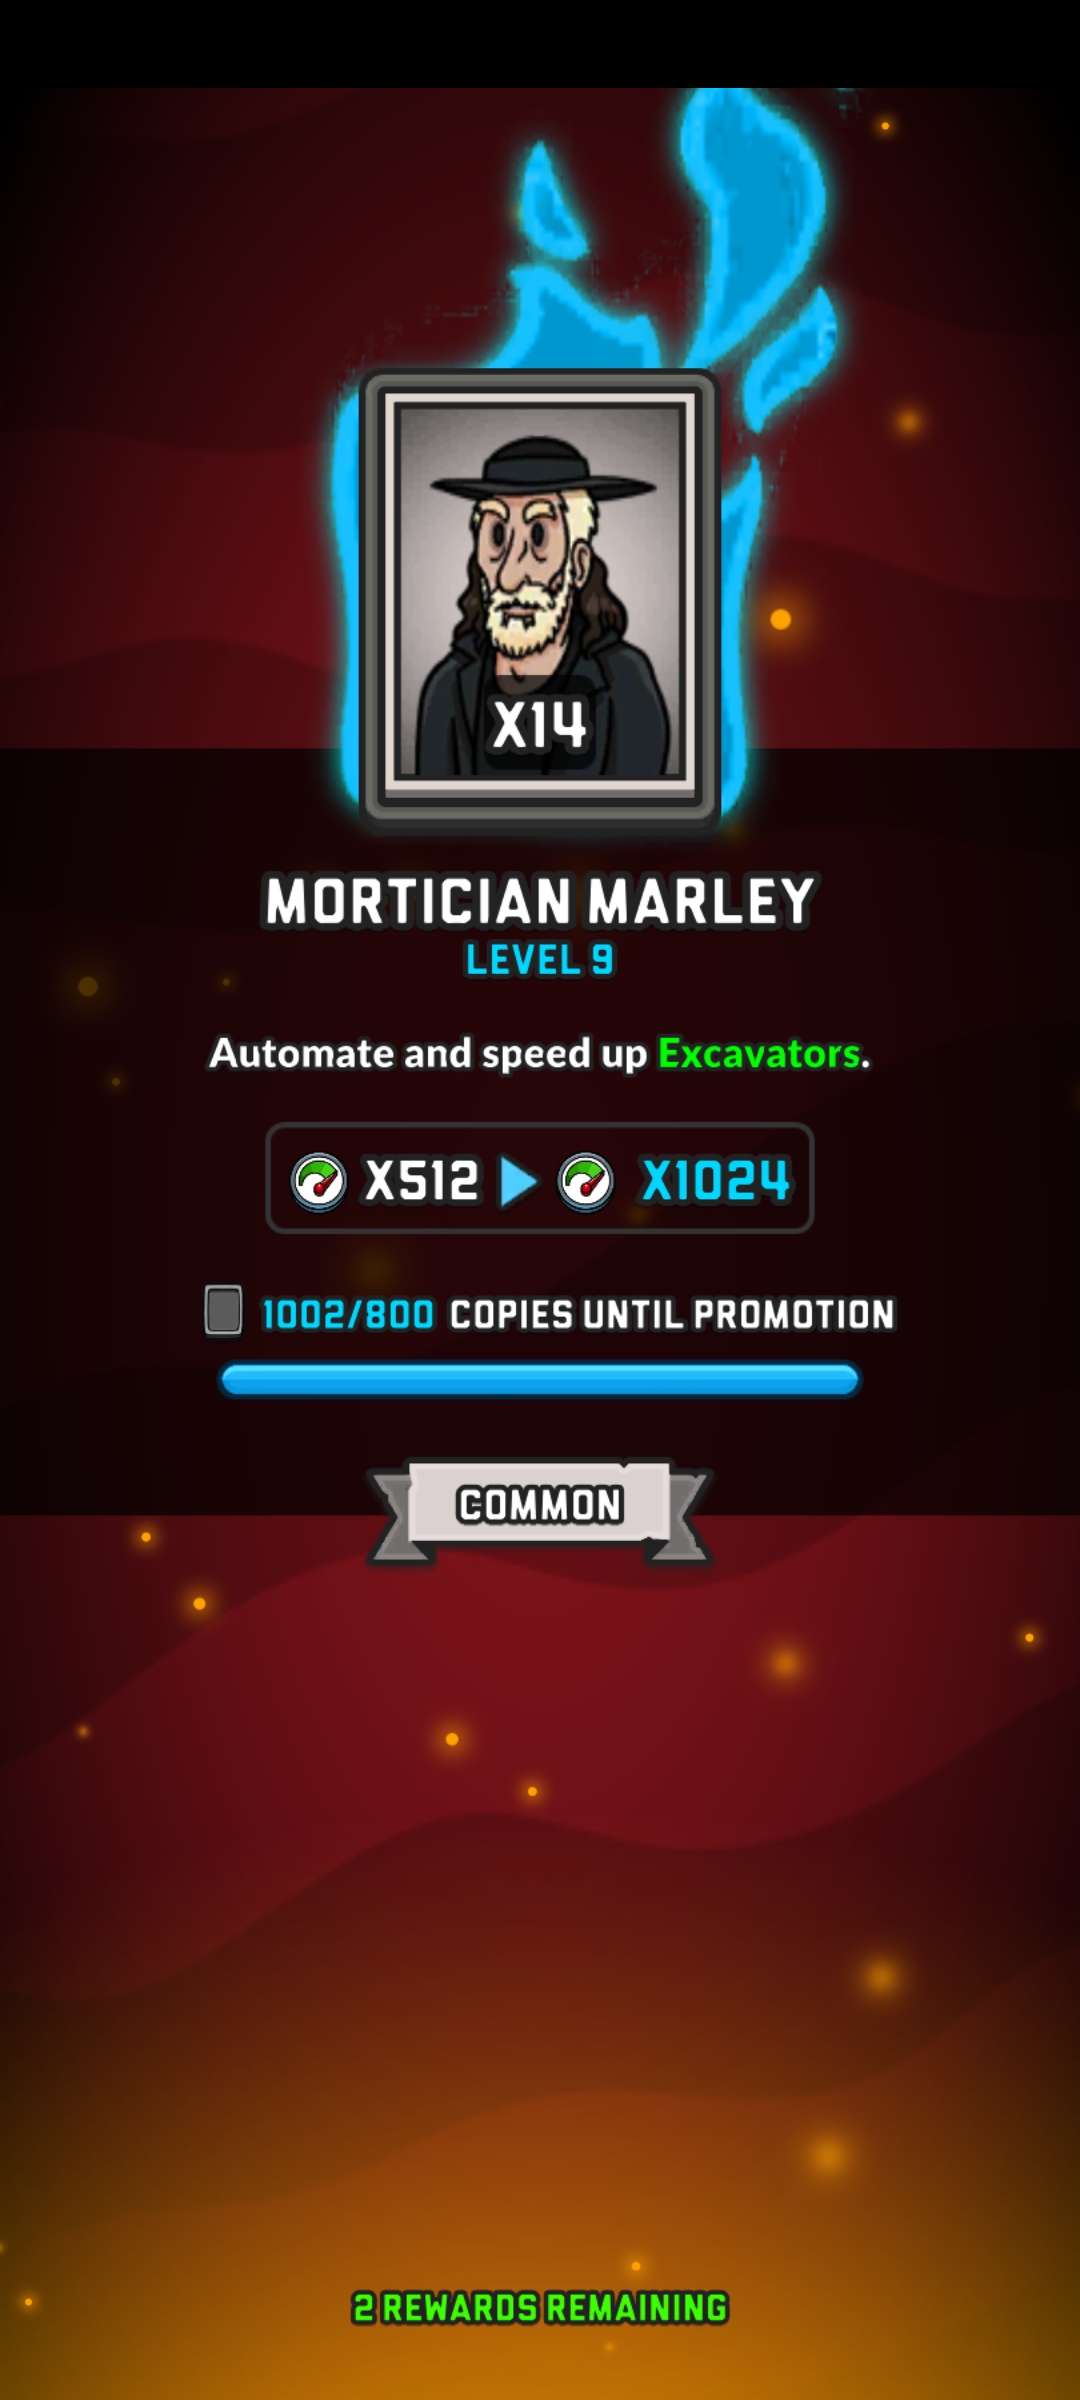 X14
MORTICIAN MARLEY
LEVEL 9
Automate and speed up Excavators.
X512 X1024
1002/800 COPIES UNTIL PROMOTION
COMMON
2 REWARDS REMAINING